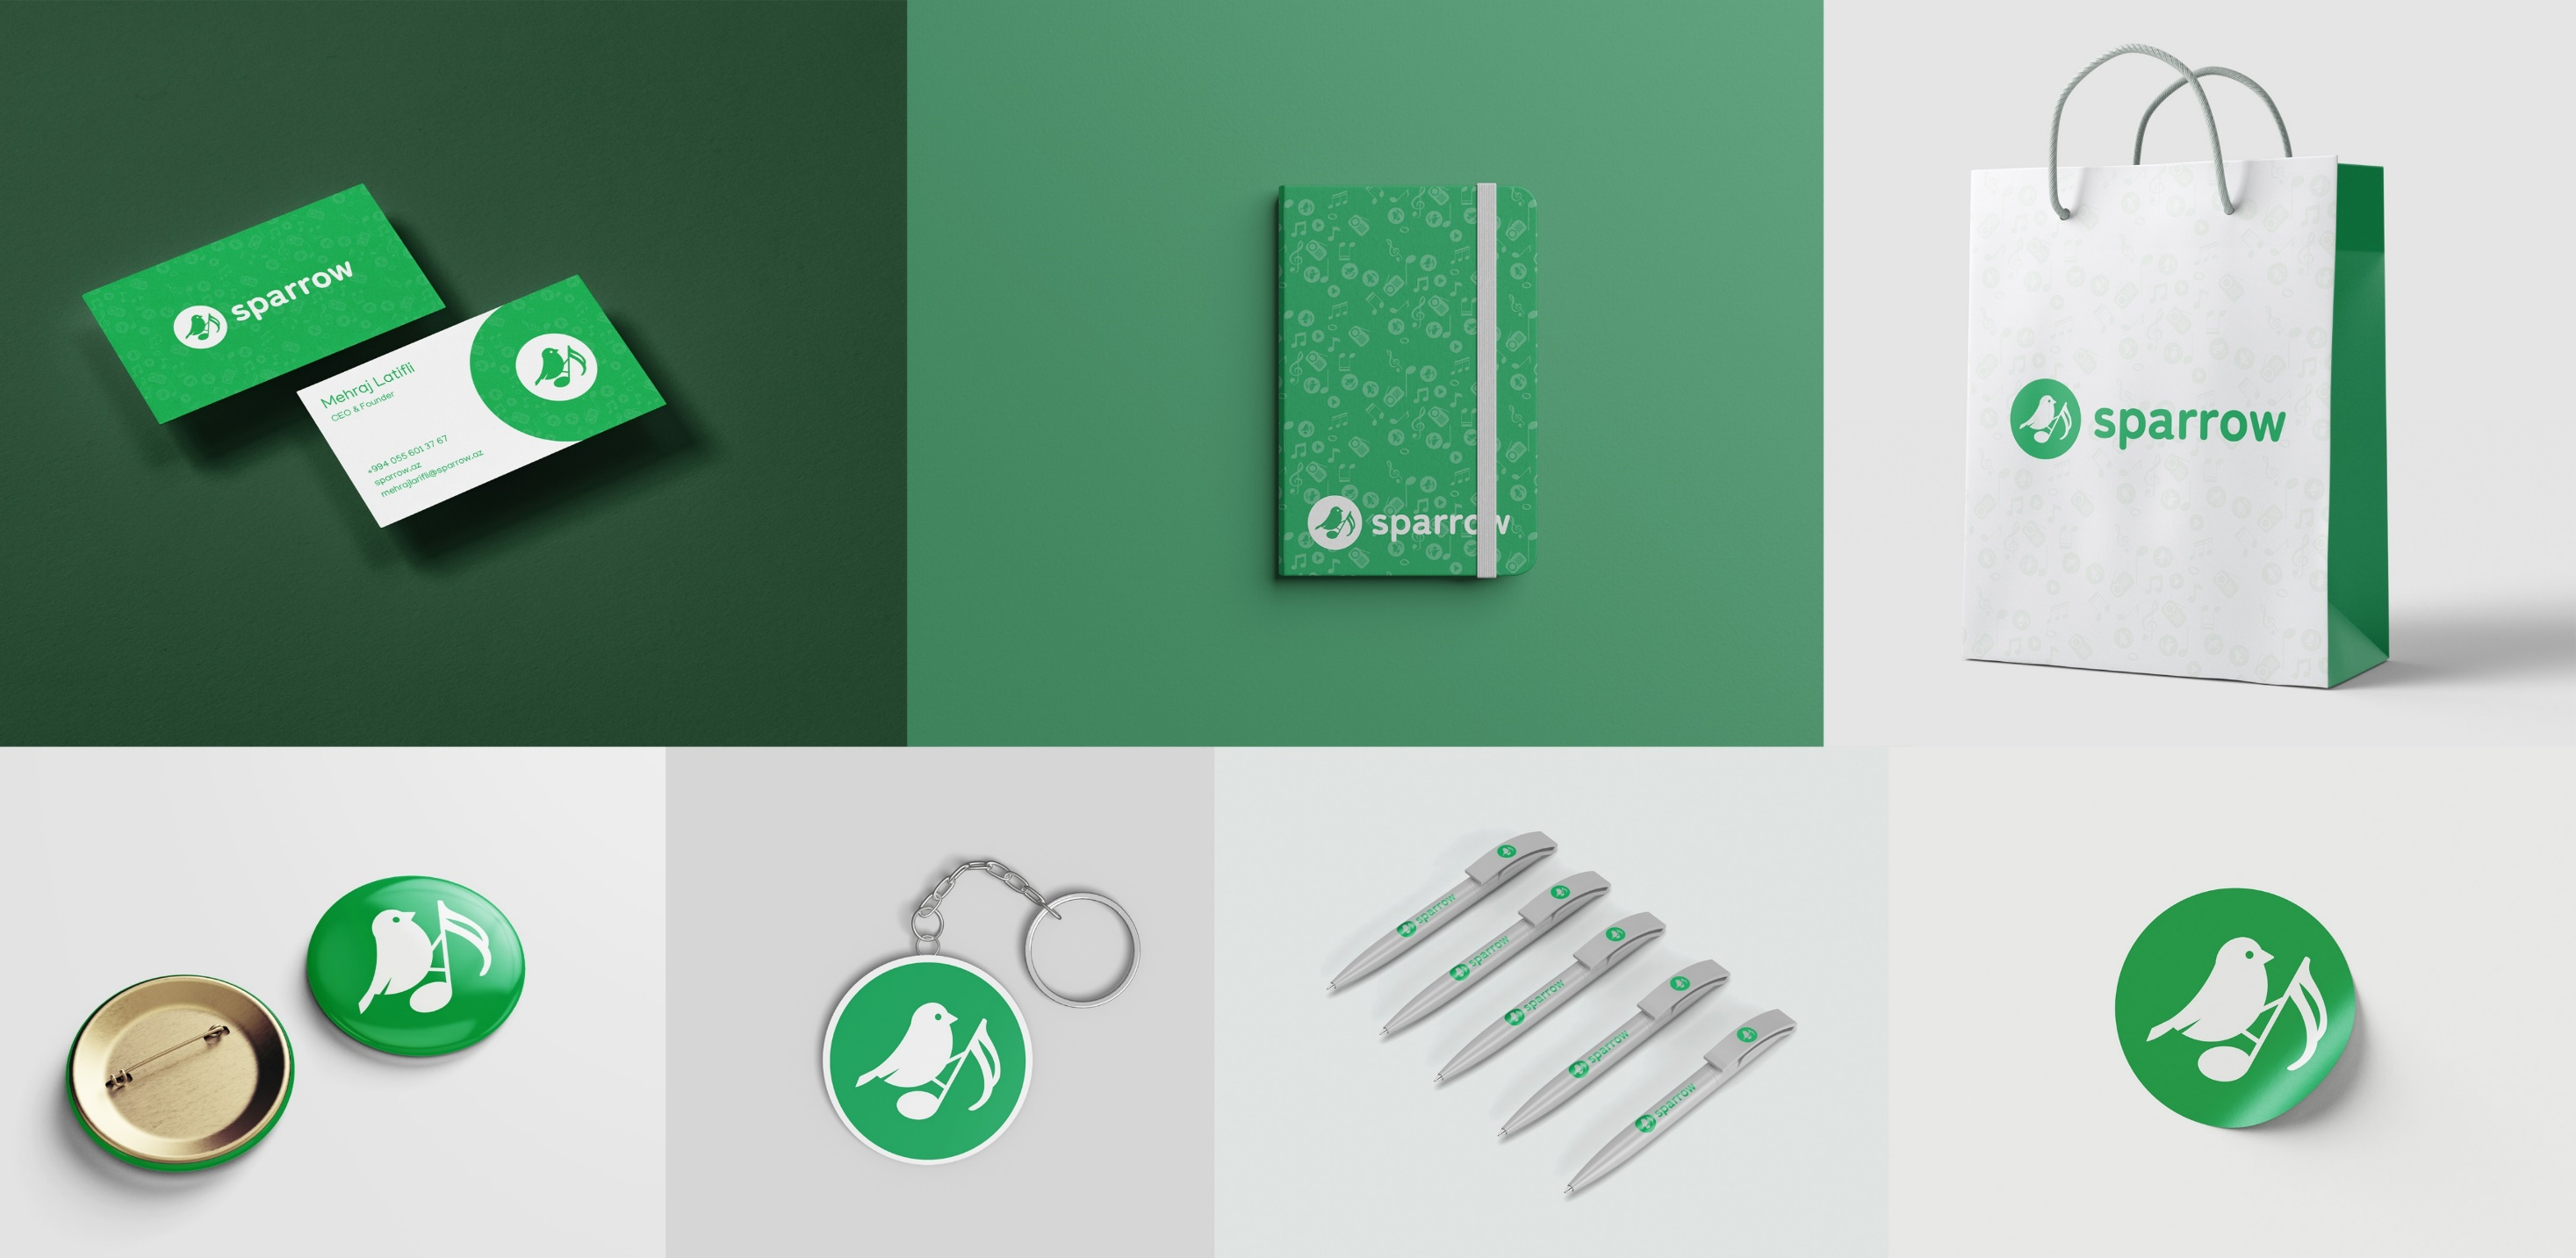 sparrow
Mehraj Latifli
CEO & Founder
+994 055 601 37 67
sparrow.az
mehrajlarifli@sparrow.az
sparrow
sparrow
sparrow
sparrow
sparrow
sparrow
sparrow